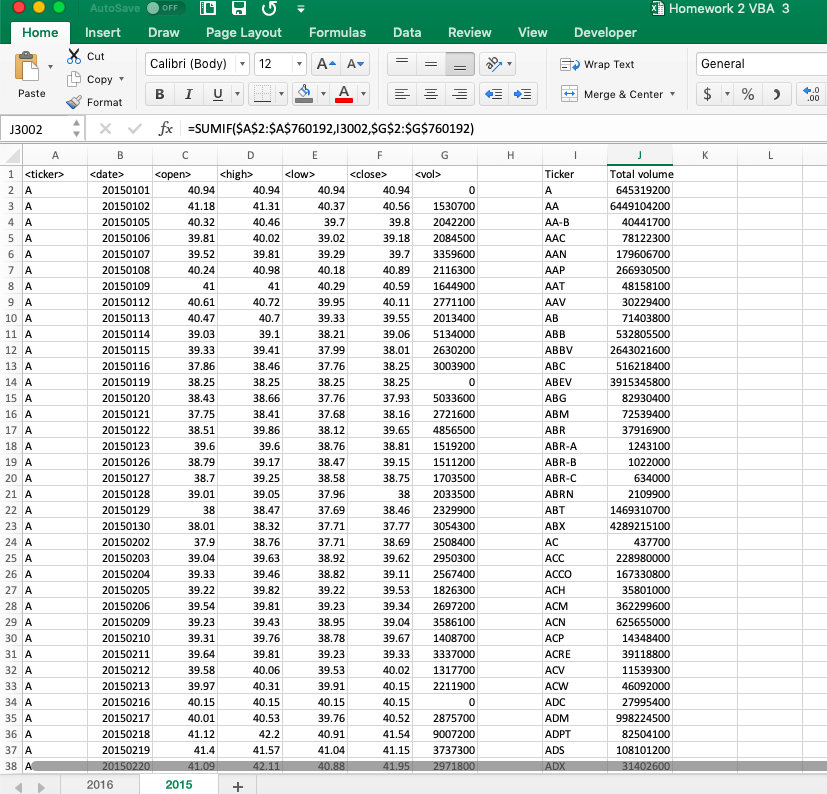 AutoSave OFF Homework 2 VBA 3
Home Insert Draw Page Layout Formulas Data Review View Developer
Paste Cut Copy Format Calibri (Body) 12 A A B I U A Wrap Text Merge & Center General $ % ) .0 .00
J3002 fx =SUMIF($A$2:$A$760192,I3002,$G$2:$G$760192)
A B C D E F G H I J K L
1 <ticker> <date> <open> <high> <low> <close> <vol> Ticker Total volume
2 A 20150101 40.94 40.94 40.94 40.94 0 A 645319200
3 A 20150102 41.18 41.31 40.37 40.56 1530700 AA 6449104200
4 A 20150105 40.32 40.46 39.7 39.8 2042200 AA-B 40441700
5 A 20150106 39.81 40.02 39.02 39.18 2084500 AAC 78122300
6 A 20150107 39.52 39.81 39.29 39.7 3359600 AAN 179606700
7 A 20150108 40.24 40.98 40.18 40.89 2116300 AAP 266930500
8 A 20150109 41 41 40.29 40.59 1644900 AAT 48158100
9 A 20150112 40.61 40.72 39.95 40.11 2771100 AAV 30229400
10 A 20150113 40.47 40.7 39.33 39.55 2013400 AB 71403800
11 A 20150114 39.03 39.1 38.21 39.06 5134000 ABB 532805500
12 A 20150115 39.33 39.41 37.99 38.01 2630200 ABBV 2643021600
13 A 20150116 37.86 38.46 37.76 38.25 3003900 ABC 516218400
14 A 20150119 38.25 38.25 38.25 38.25 0 ABEV 3915345800
15 A 20150120 38.43 38.66 37.76 37.93 5033600 ABG 82930400
16 A 20150121 37.75 38.41 37.68 38.16 2721600 ABM 72539400
17 A 20150122 38.51 39.86 38.12 39.65 4856500 ABR 37916900
18 A 20150123 39.6 39.6 38.76 38.81 1519200 ABR-A 1243100
19 A 20150126 38.79 39.17 38.47 39.15 1511200 ABR-B 1022000
20 A 20150127 38.7 39.25 38.58 38.75 1703500 ABR-C 634000
21 A 20150128 39.01 39.05 37.96 38 2033500 ABRN 2109900
22 A 20150129 38 38.47 37.69 38.46 2329900 ABT 1469310700
23 A 20150130 38.01 38.32 37.71 37.77 3054300 ABX 4289215100
24 A 20150202 37.9 38.76 37.71 38.69 2508400 AC 437700
25 A 20150203 39.04 39.63 38.92 39.62 2950300 ACC 228980000
26 A 20150204 39.33 39.46 38.82 39.11 2567400 ACCO 167330800
27 A 20150205 39.22 39.82 39.22 39.53 1826300 ACH 35801000
28 A 20150206 39.54 39.81 39.23 39.34 2697200 ACM 362299600
29 A 20150209 39.23 39.43 38.95 39.04 3586100 ACN 625655000
30 A 20150210 39.31 39.76 38.78 39.67 1408700 ACP 14348400
31 A 20150211 39.64 39.81 39.23 39.33 3337000 ACRE 39118800
32 A 20150212 39.58 40.06 39.53 40.02 1317700 ACV 11539300
33 A 20150213 39.97 40.31 39.91 40.15 2211900 ACW 46092000
34 A 20150216 40.15 40.15 40.15 40.15 0 ADC 27995400
35 A 20150217 40.01 40.53 39.76 40.52 2875700 ADM 998224500
36 A 20150218 41.12 42.2 40.91 41.54 9007200 ADPT 82504100
37 A 20150219 41.4 41.57 41.04 41.15 3737300 ADS 108101200
38 A 20150220 41.09 42.11 40.88 41.95 2971800 ADX 31402600
2016 2015 +